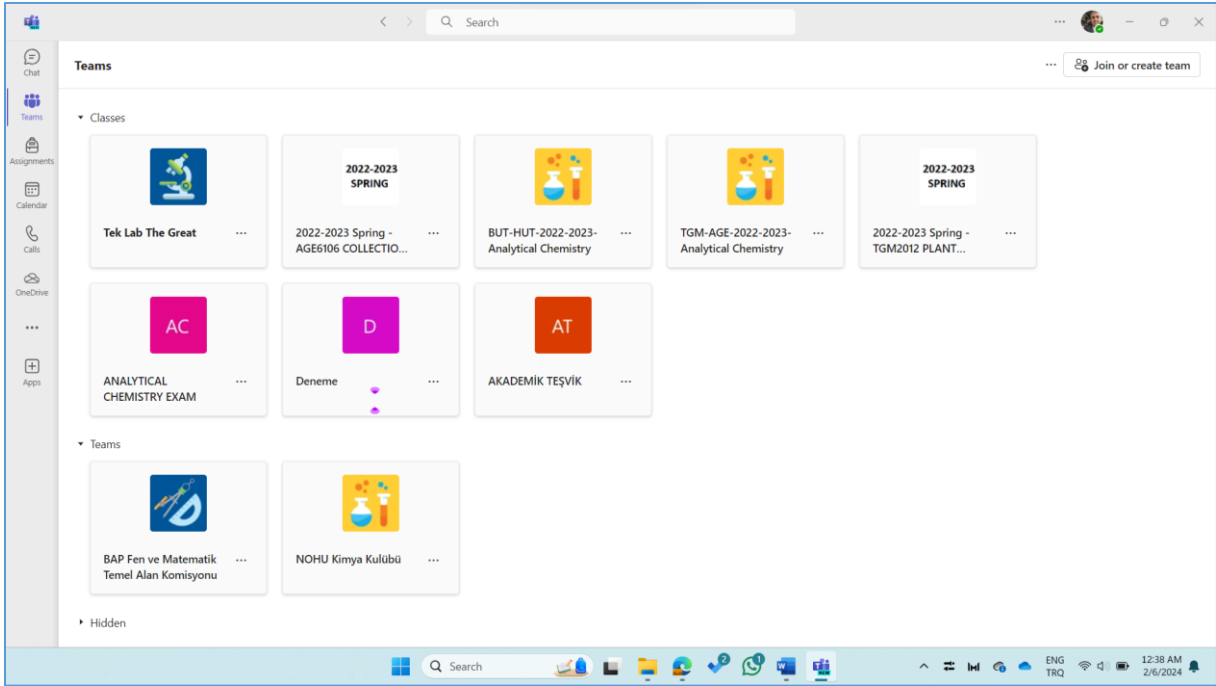 Search
Chat
Teams
Assignments
Calendar
Calls
OneDrive
Apps
Teams
Join or create team
Classes
Tek Lab The Great
2022-2023
SPRING
2022-2023 Spring -
AGE6106 COLLECTIO...
BUT-HUT-2022-2023-
Analytical Chemistry
TGM-AGE-2022-2023-
Analytical Chemistry
2022-2023
SPRING
2022-2023 Spring -
TGM2012 PLANT...
AC
ANALYTICAL
CHEMISTRY EXAM
D
Deneme
AT
AKADEMİK TEŞVİK
Teams
BAP Fen ve Matematik
Temel Alan Komisyonu
NOHU Kimya Kulübü
Hidden
Search
2
1
ENG
TRQ
12:38 AM
2/6/2024